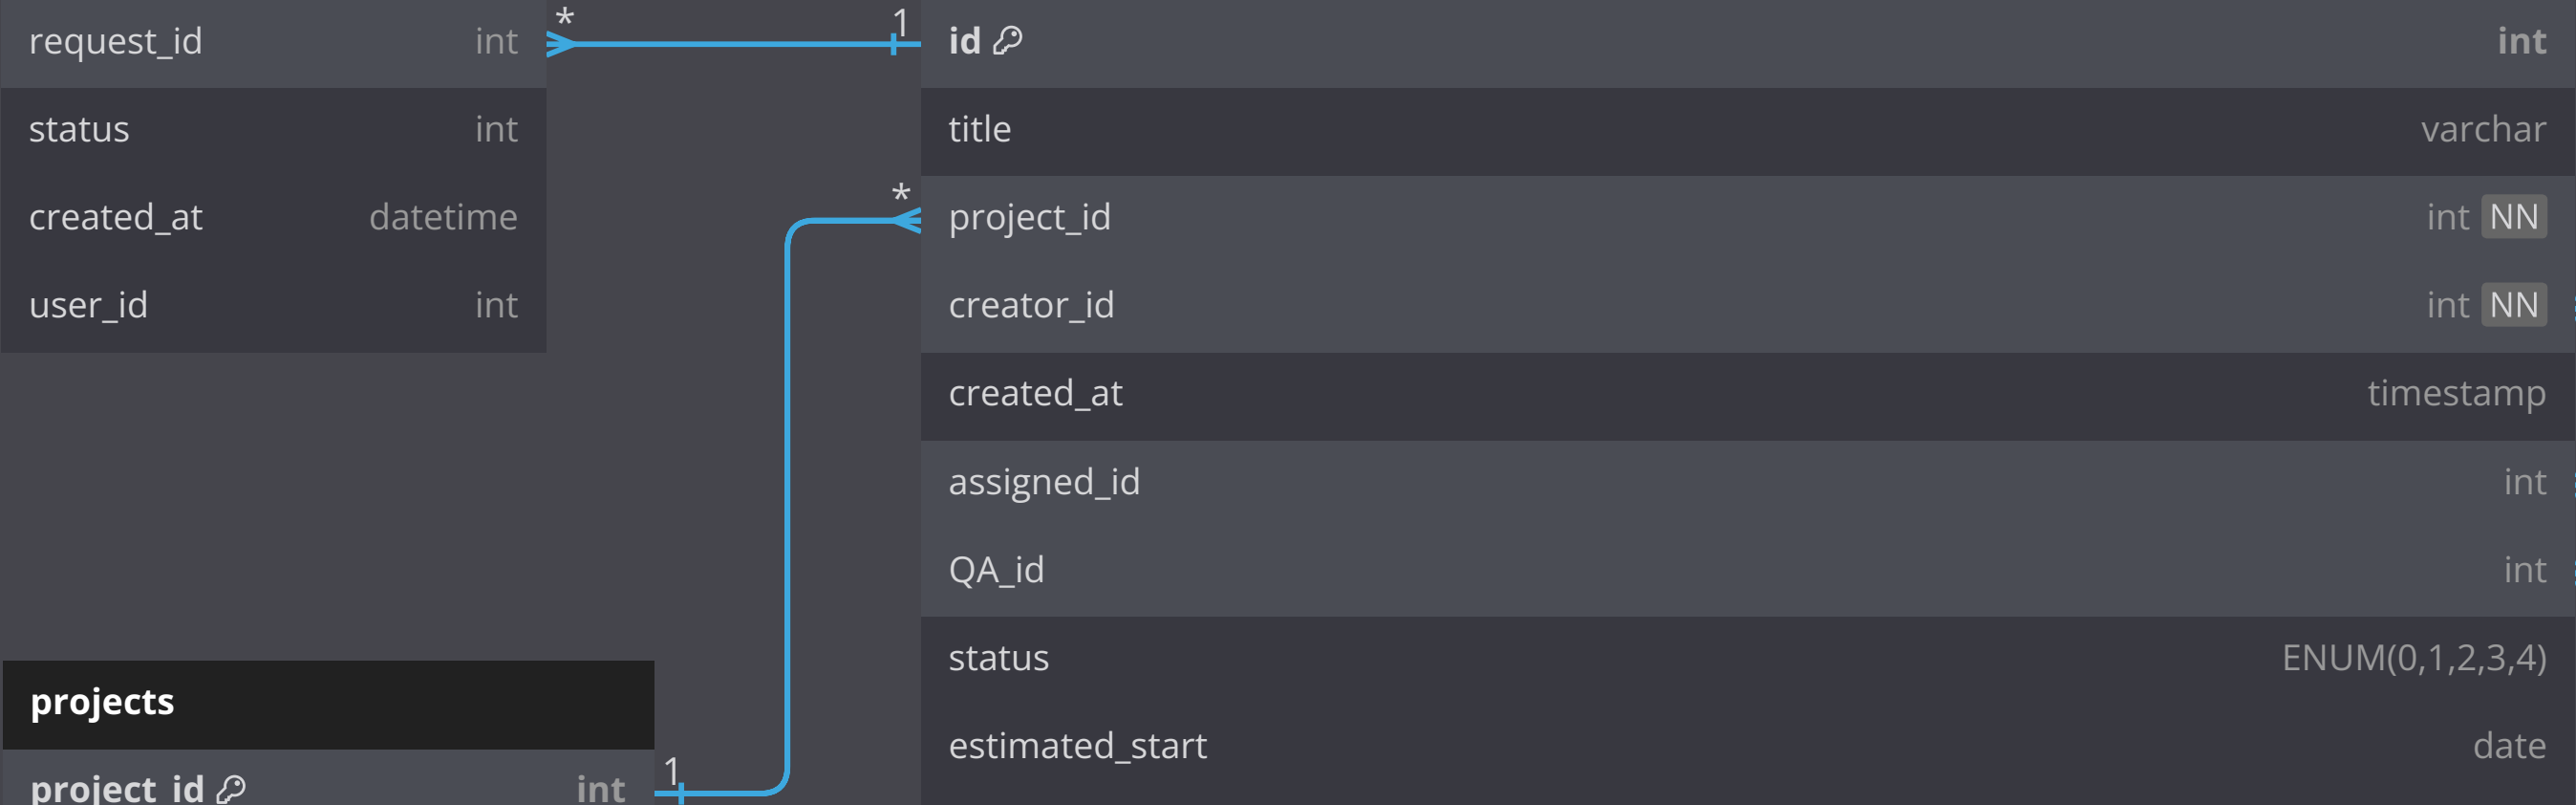 request_id int
status int
created_at datetime
user_id int
* 1
id int
title varchar
*
project_id int NN
creator_id int NN
created_at timestamp
assigned_id int
QA_id int
status ENUM(0,1,2,3,4)
estimated_start date
projects
project_id int
1